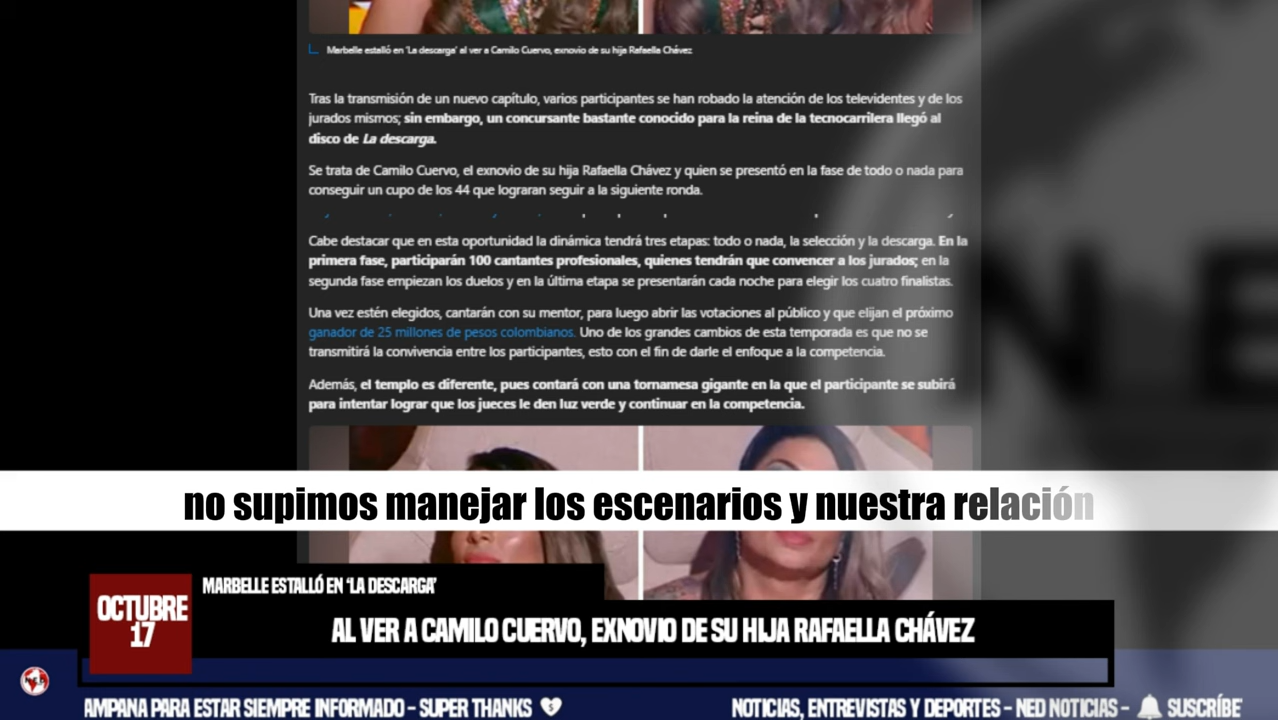 Marbelle estalló en 'La descarga' al ver a Camilo Cuervo, exnovio de su hija Rafaella Chávez
Tras la transmisión de un nuevo capítulo, varios participantes se han robado la atención de los televidentes y de los
jurados mismos; sin embargo, un concursante bastante conocido para la reina de la tecnocarrilera llegó al
disco de La descarga.
Se trata de Camilo Cuervo, el exnovio de su hija Rafaella Chávez y quien se presentó en la fase de todo o nada para
conseguir un cupo de los 44 que lograran seguir a la siguiente ronda.
Cabe destacar que en esta oportunidad la dinámica tendrá tres etapas: todo o nada, la selección y la descarga. En la
primera fase, participarán 100 cantantes profesionales, quienes tendrán que convencer a los jurados; en la
segunda fase empiezan los duelos y en la última etapa se presentarán cada noche para elegir los cuatro finalistas.
Una vez estén elegidos, cantarán con su mentor, para luego abrir las votaciones al público y que elijan el próximo
ganador de 25 millones de pesos colombianos. Uno de los grandes cambios de esta temporada es que no se
transmitirá la convivencia entre los participantes, esto con el fin de darle el enfoque a la competencia.
Además, el templo es diferente, pues contará con una tornamesa gigante en la que el participante se subirá
para intentar lograr que los jueces le den luz verde y continuar en la competencia.
NE
no supimos manejar los escenarios y nuestra relación
OCTUBRE
17
MARBELLE ESTALLÓ EN 'LA DESCARGA'
AL VER A CAMILO CUERVO, EXNOVIO DE SU HIJA RAFAELLA CHÁVEZ
AMPANA PARA ESTAR SIEMPRE INFORMADO - SUPER THANKS
NOTICIAS, ENTREVISTAS Y DEPORTES - NED NOTICIAS - SUSCRÍBE